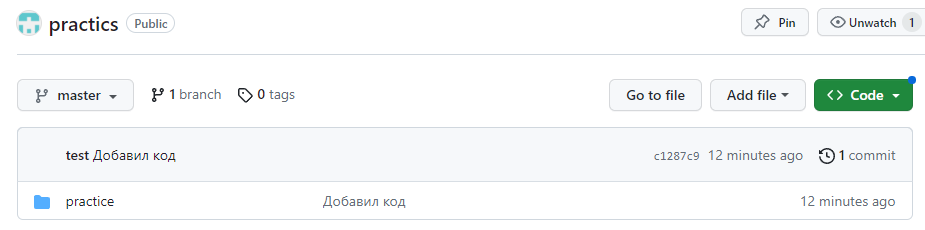 practics Public Pin Unwatch 1
master 1 branch 0 tags Go to file Add file <> Code
test Добавил код c1287c9 12 minutes ago 1 commit
practice Добавил код 12 minutes ago